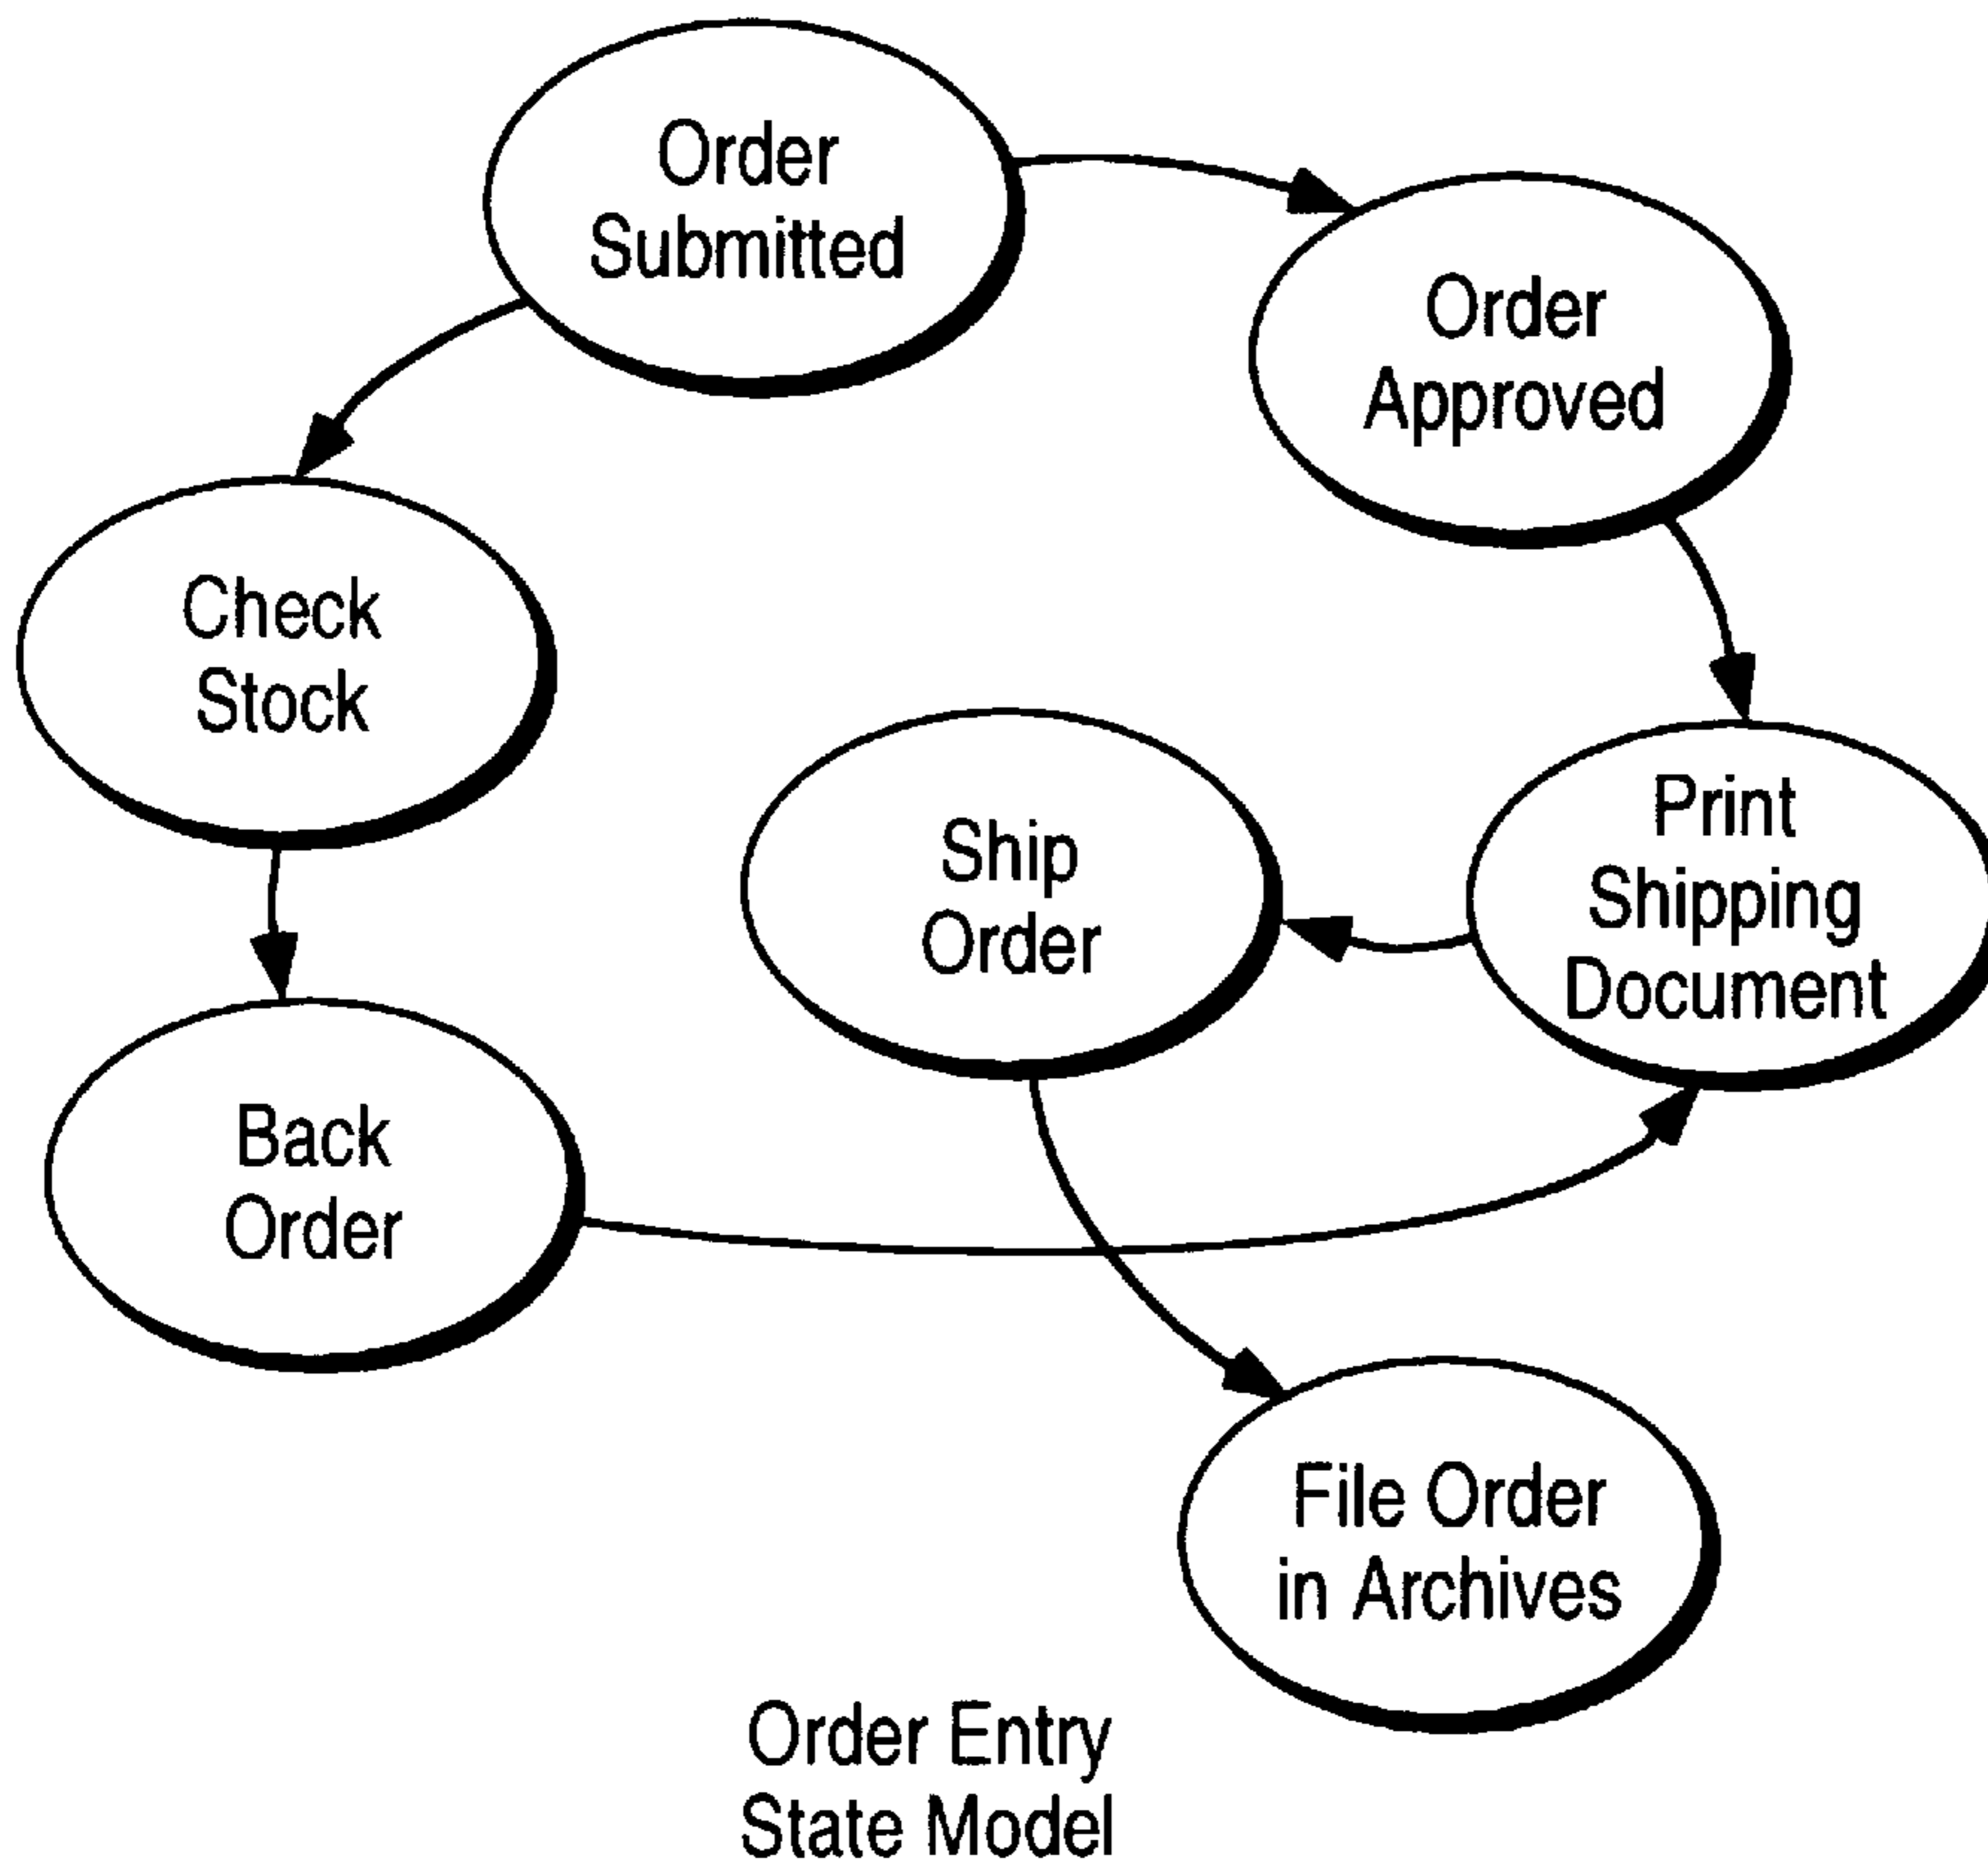 Order
Submitted
Order
Approved
Check
Stock
Ship
Order
Print
Shipping
Document
Back
Order
File Order
in Archives
Order Entry
State Model